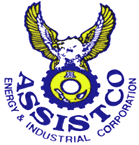 ASSISTCO
ENERGY & INDUSTRIAL CORPORATION